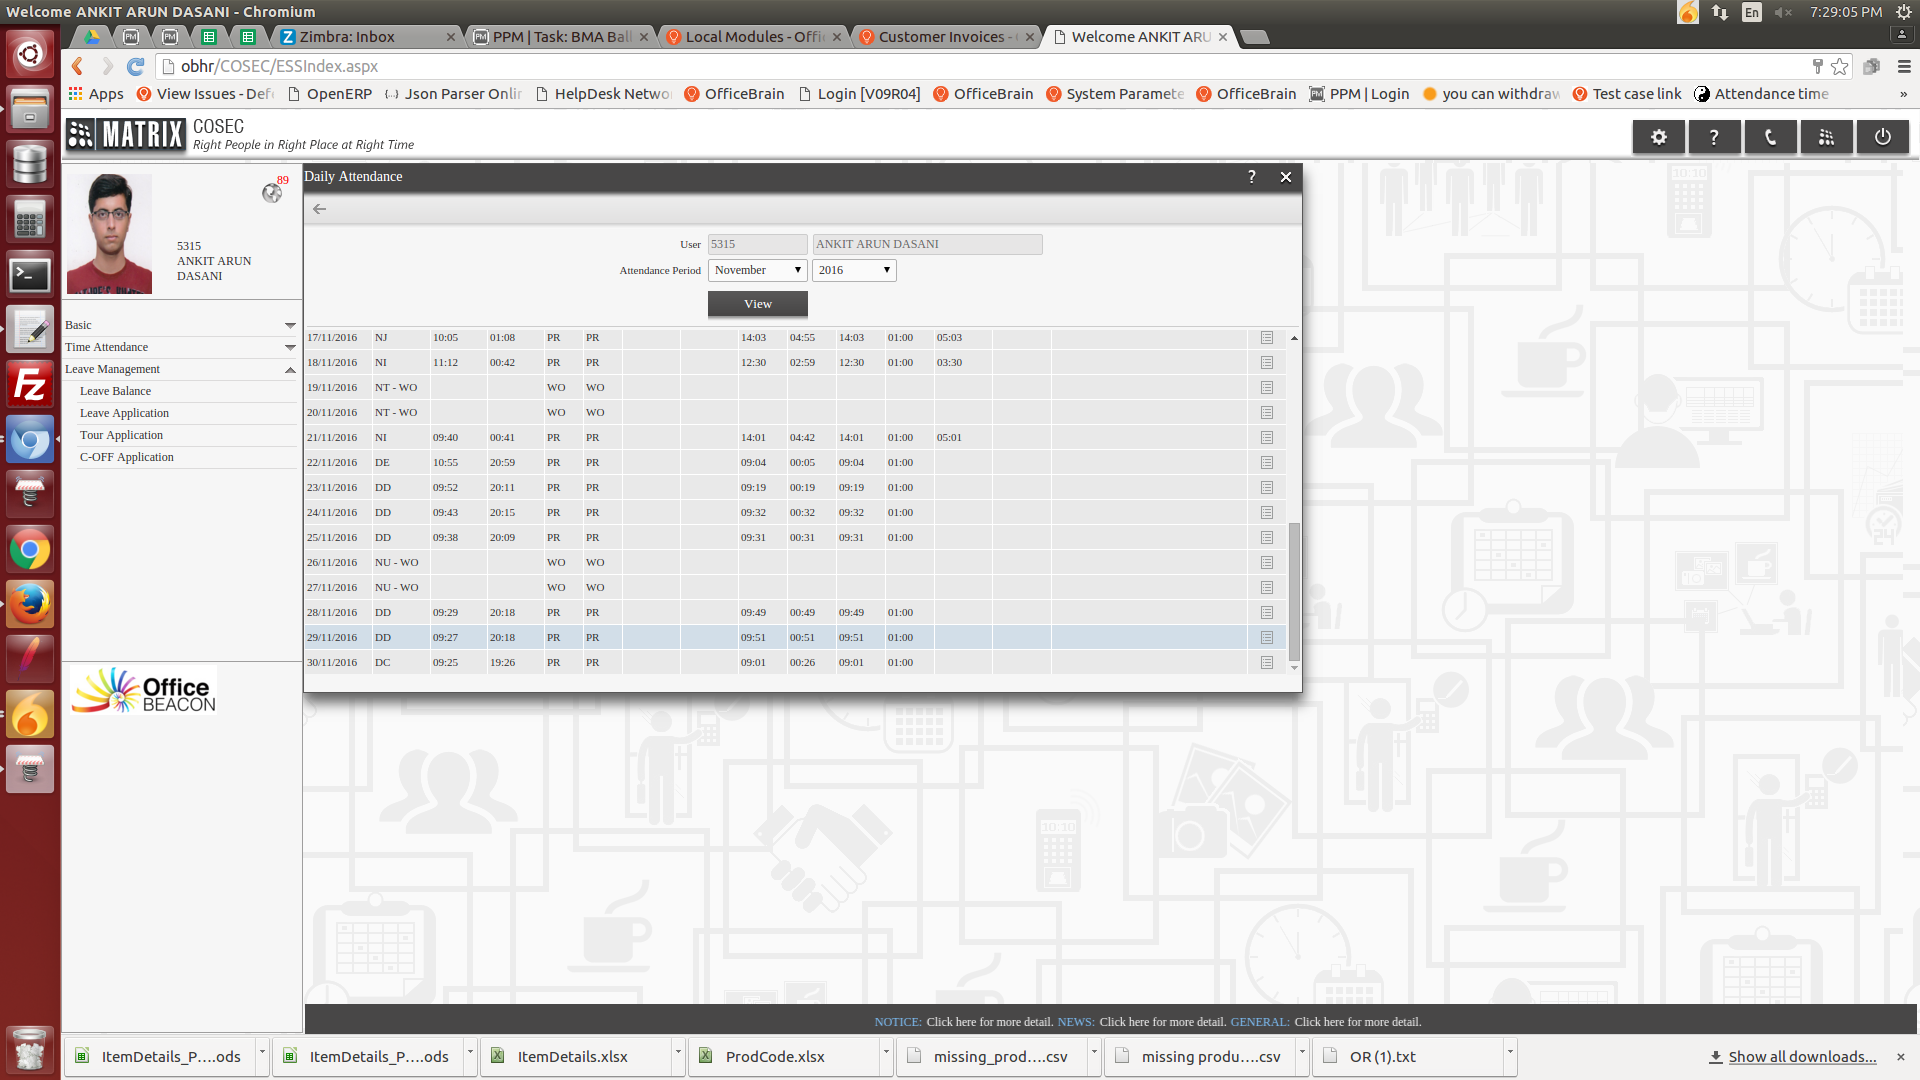 Welcome ANKIT ARUN DASANI - Chromium
En
7:29:05 PM
Zimbra: Inbox
PPM | Task: BMA Bal
Local Modules - Offi
Customer Invoices -
Welcome ANKIT ARU
obhr/COSEC/ESSIndex.aspx
Apps
View Issues - Def
OpenERP
Json Parser Onlin
HelpDesk Netwo
OfficeBrain
Login [V09R04]
OfficeBrain
System Paramete
OfficeBrain
PPM | Login
you can withdraw
Test case link
Attendance time
»
MATRIX
COSEC
Right People in Right Place at Right Time
?
89
5315
ANKIT ARUN
DASANI
Basic
Time Attendance
Leave Management
Leave Balance
Leave Application
Tour Application
C-OFF Application
Office
BEACON
Daily Attendance
?
User 5315 ANKIT ARUN DASANI
Attendance Period November 2016
View
17/11/2016 NJ 10:05 01:08 PR PR 14:03 04:55 14:03 01:00 05:03
18/11/2016 NI 11:12 00:42 PR PR 12:30 02:59 12:30 01:00 03:30
19/11/2016 NT - WO WO WO
20/11/2016 NT - WO WO WO
21/11/2016 NI 09:40 00:41 PR PR 14:01 04:42 14:01 01:00 05:01
22/11/2016 DE 10:55 20:59 PR PR 09:04 00:05 09:04 01:00
23/11/2016 DD 09:52 20:11 PR PR 09:19 00:19 09:19 01:00
24/11/2016 DD 09:43 20:15 PR PR 09:32 00:32 09:32 01:00
25/11/2016 DD 09:38 20:09 PR PR 09:31 00:31 09:31 01:00
26/11/2016 NU - WO WO WO
27/11/2016 NU - WO WO WO
28/11/2016 DD 09:29 20:18 PR PR 09:49 00:49 09:49 01:00
29/11/2016 DD 09:27 20:18 PR PR 09:51 00:51 09:51 01:00
30/11/2016 DC 09:25 19:26 PR PR 09:01 00:26 09:01 01:00
10:30
24
10:30
NOTICE: Click here for more detail. NEWS: Click here for more detail. GENERAL: Click here for more detail.
ItemDetails_P....ods
ItemDetails_P....ods
ItemDetails.xlsx
ProdCode.xlsx
missing_prod....csv
missing produ....csv
OR (1).txt
Show all downloads...